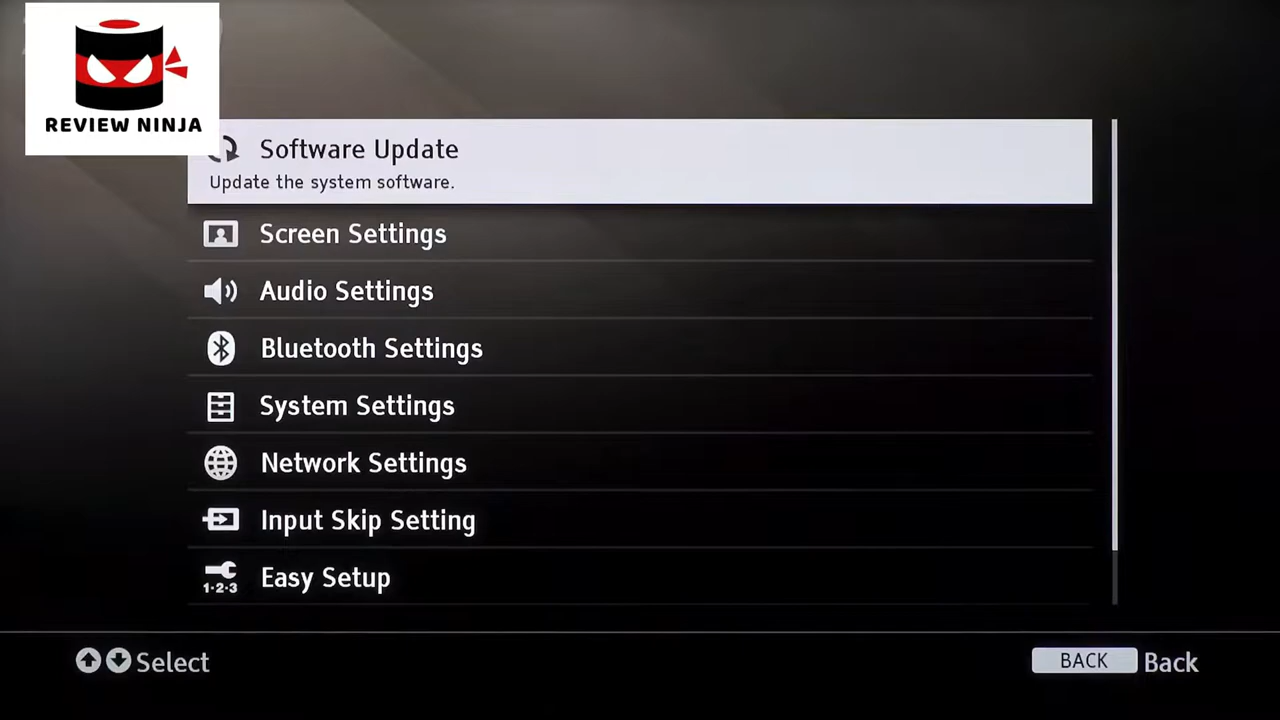 REVIEW NINJA
Software Update
Update the system software.
Screen Settings
Audio Settings
Bluetooth Settings
System Settings
Network Settings
Input Skip Setting
1·2·3
Easy Setup
Select
BACK Back